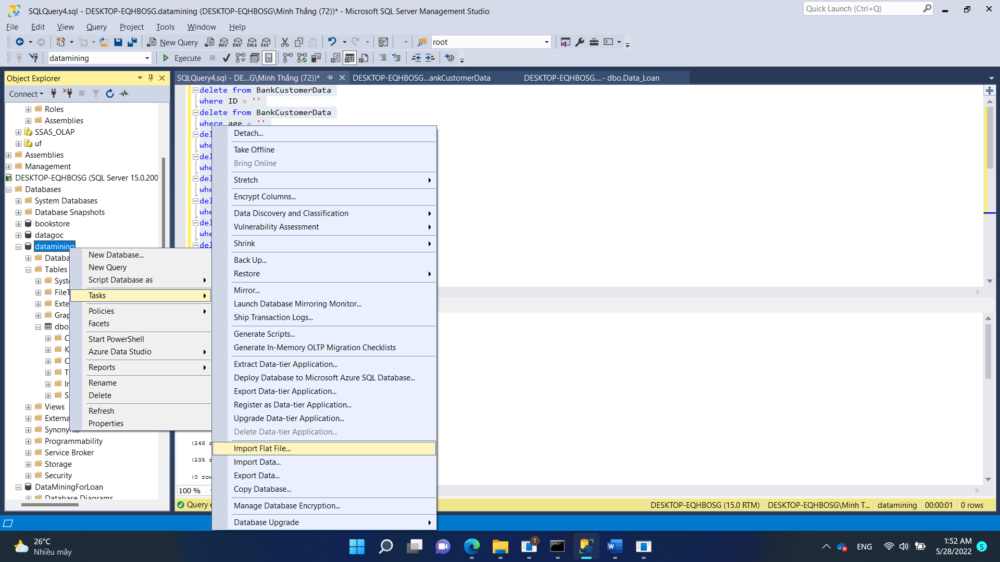 SQLQuery4.sql - DESKTOP-EQHBOSG.datamining (DESKTOP-EQHBOSG\Minh Thắng (72))* - Microsoft SQL Server Management Studio
Quick Launch (Ctrl+Q)
File Edit View Query Project Tools Window Help
New Query
MDX DMX XMLA DAX
root
datamining
Execute
Object Explorer
Connect
Roles
Assemblies
SSAS_OLAP
uf
Assemblies
Management
DESKTOP-EQHBOSG (SQL Server 15.0.200
Databases
System Databases
Database Snapshots
bookstore
datagoc
datamining
Databa
Tables
Syste
FileT
Exte
Grap
dbo
C
K
C
T
In
St
Views
Externa
Synonyms
Programmability
Service Broker
Storage
Security
DataMiningForLoan
Database Diagrams
SQLQuery4.sql - DE...G\Minh Thắng (72))*
DESKTOP-EQHBOSG...ankCustomerData
DESKTOP-EQHBOSG....- dbo.Data_Loan
delete from BankCustomerData
where ID = ''
delete from BankCustomerData
where age = ''
del
whe
del
whe
del
whe
del
whe
del
whe
del
New Database...
New Query
Script Database as
Tasks
Policies
Facets
Start PowerShell
Azure Data Studio
Reports
Rename
Delete
Refresh
Properties
Detach...
Take Offline
Bring Online
Stretch
Encrypt Columns...
Data Discovery and Classification
Vulnerability Assessment
Shrink
Back Up...
Restore
Mirror...
Launch Database Mirroring Monitor...
Ship Transaction Logs...
Generate Scripts...
Generate In-Memory OLTP Migration Checklists
Extract Data-tier Application...
Deploy Database to Microsoft Azure SQL Database...
Export Data-tier Application...
Register as Data-tier Application...
Upgrade Data-tier Application...
Delete Data-tier Application...
Import Flat File...
Import Data...
Export Data...
Copy Database...
Manage Database Encryption...
Database Upgrade
(248 r
(235 r
(0 row
100 %
Query e
DESKTOP-EQHBOSG (15.0 RTM)
DESKTOP-EQHBOSG\Minh T...
datamining
00:00:01
0 rows
26°C
Nhiều mây
T
W
ENG
1:52 AM
5/28/2022
5